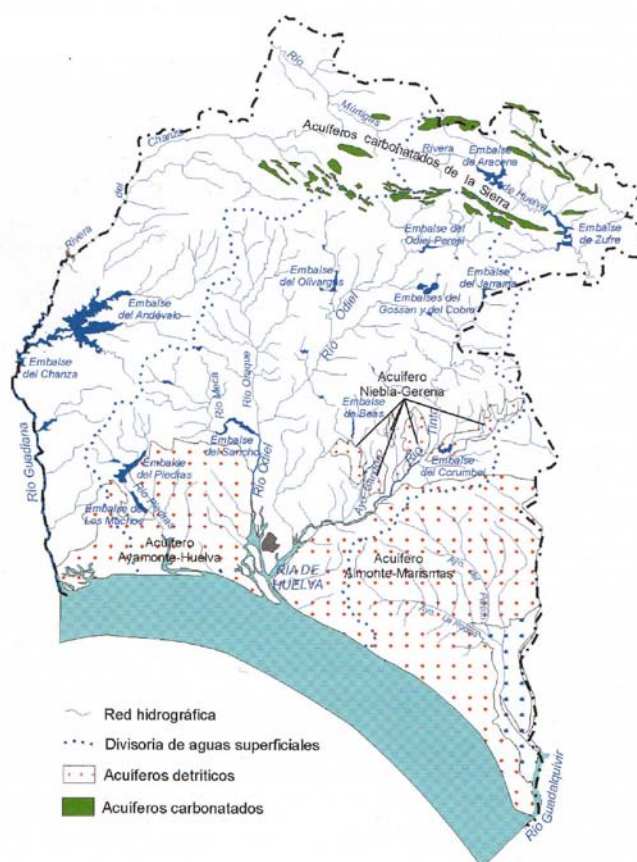 Río
Múrtigas
Chanza
del
Rivera
Acuíferos carbonatados
de la Sierra
Rivera
Embalse
de Aracena
de Huelva
Embalse
de Zufre
Embalse del
Odiel-Perejil
Embalse
del Olivargas
Embalse
del Jarrama
Embalses del
Gossan y del Cobre
Río Odiel
Embalse
del Andévalo
Embalse
del Chanza
Río Guadiana
Acuífero
Niebla-Gerena
Río Meca
Río Oraque
Embalse
de Beas
Río Tinto
Embalse
del Sancho
Río Odiel
Embalse
del Corumbel
Embalse
del Piedras
Río Piedras
Embalse de
Los Machos
Acuífero
Ayamonte-Huelva
RÍA DE
HUELVA
Acuífero
Almonte-Marismas
Red hidrográfica
Divisoria de aguas superficiales
Acuíferos detríticos
Acuíferos carbonatados
Río Guadalquivir